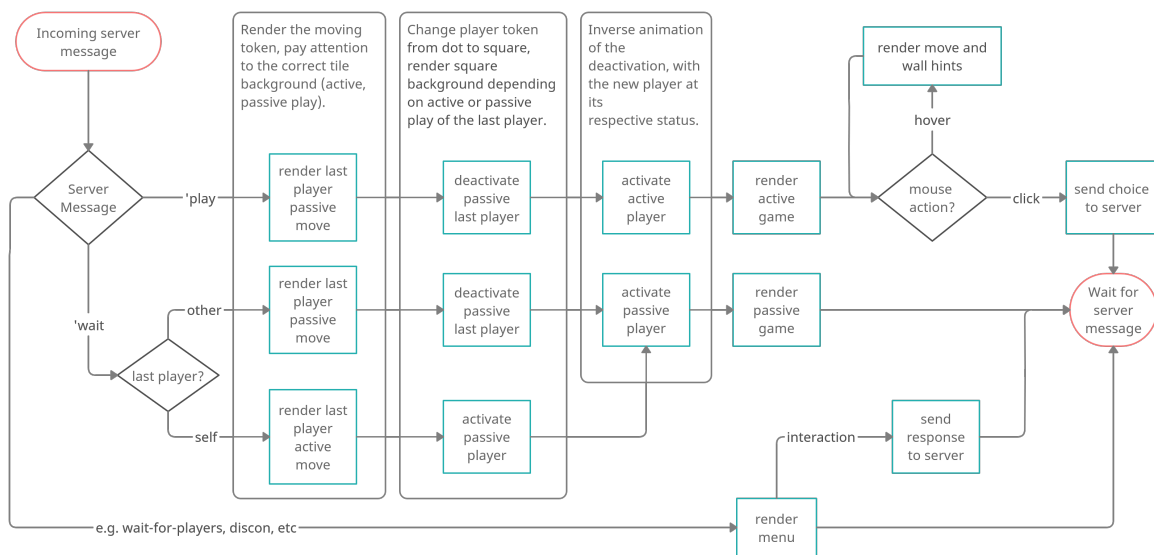 Incoming server
message
Render the moving
token, pay attention
to the correct tile
background (active,
passive play).
Change player token
from dot to square,
render square
background depending
on active or passive
play of the last player.
Inverse animation
of the
deactivation, with
the new player at
its
respective status.
render move and
wall hints
hover
Server
Message
'play
render last
player
passive
move
deactivate
passive
last player
activate
active
player
render
active
game
mouse
action?
click
send choice
to server
'wait
other
render last
player
passive
move
deactivate
passive
last player
activate
passive
player
render
passive
game
Wait for
server
message
last player?
self
render last
player
active
move
activate
passive
player
interaction
send
response
to server
e.g. wait-for-players, discon, etc
render
menu